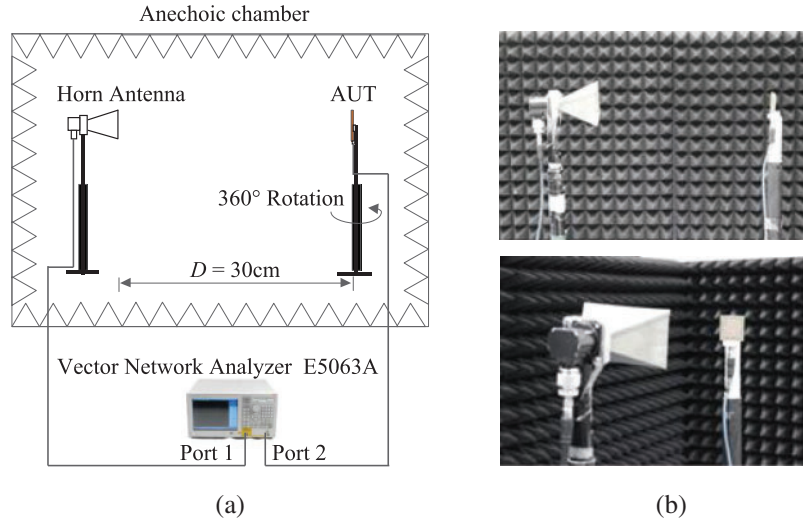 Anechoic chamber
Horn Antenna
AUT
360° Rotation
D = 30cm
Vector Network Analyzer E5063A
Port 1
Port 2
(a)
(b)